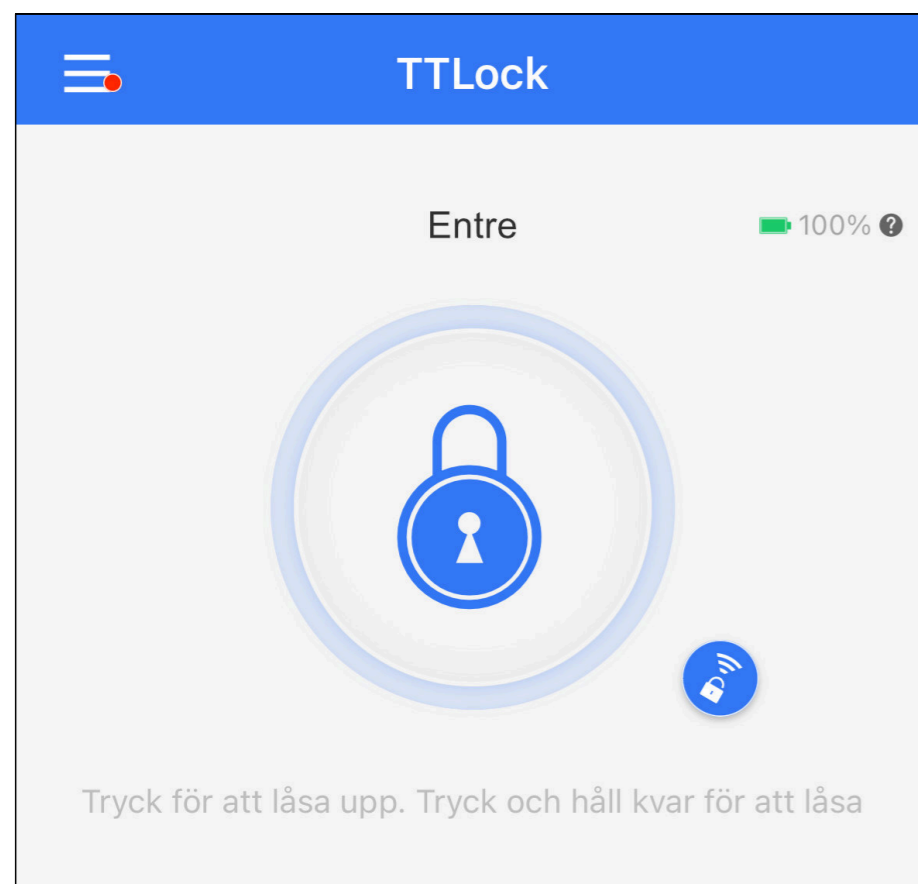 TTLock
Entre
100% ?
Tryck för att låsa upp. Tryck och håll kvar för att låsa